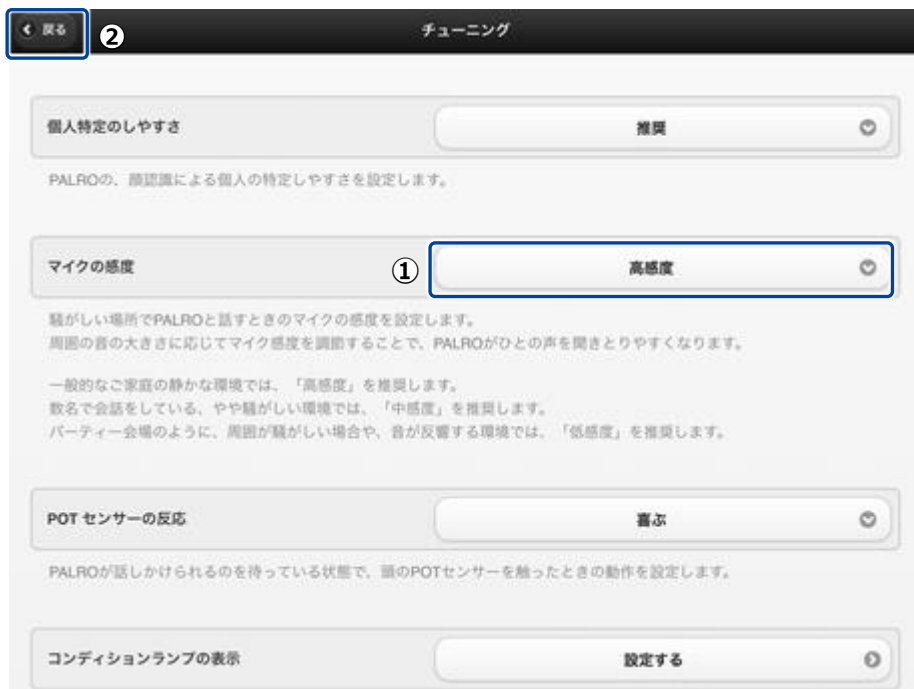 戻る ② チューニング
個人特定のしやすさ 推奨
PALROの、顔認識による個人の特定しやすさを設定します。
マイクの感度 ① 高感度
騒がしい場所でPALROと話すときのマイクの感度を設定します。
周囲の音の大きさに応じてマイク感度を調節することで、PALROがひとの声を聞きとりやすくなります。
一般的なご家庭の静かな環境では、「高感度」を推奨します。
数名で会話をしている、やや騒がしい環境では、「中感度」を推奨します。
パーティー会場のように、周囲が騒がしい場合や、音が反響する環境では、「低感度」を推奨します。
POT センサーの反応 喜ぶ
PALROが話しかけられるのを待っている状態で、頭のPOTセンサーを触ったときの動作を設定します。
コンディションランプの表示 設定する